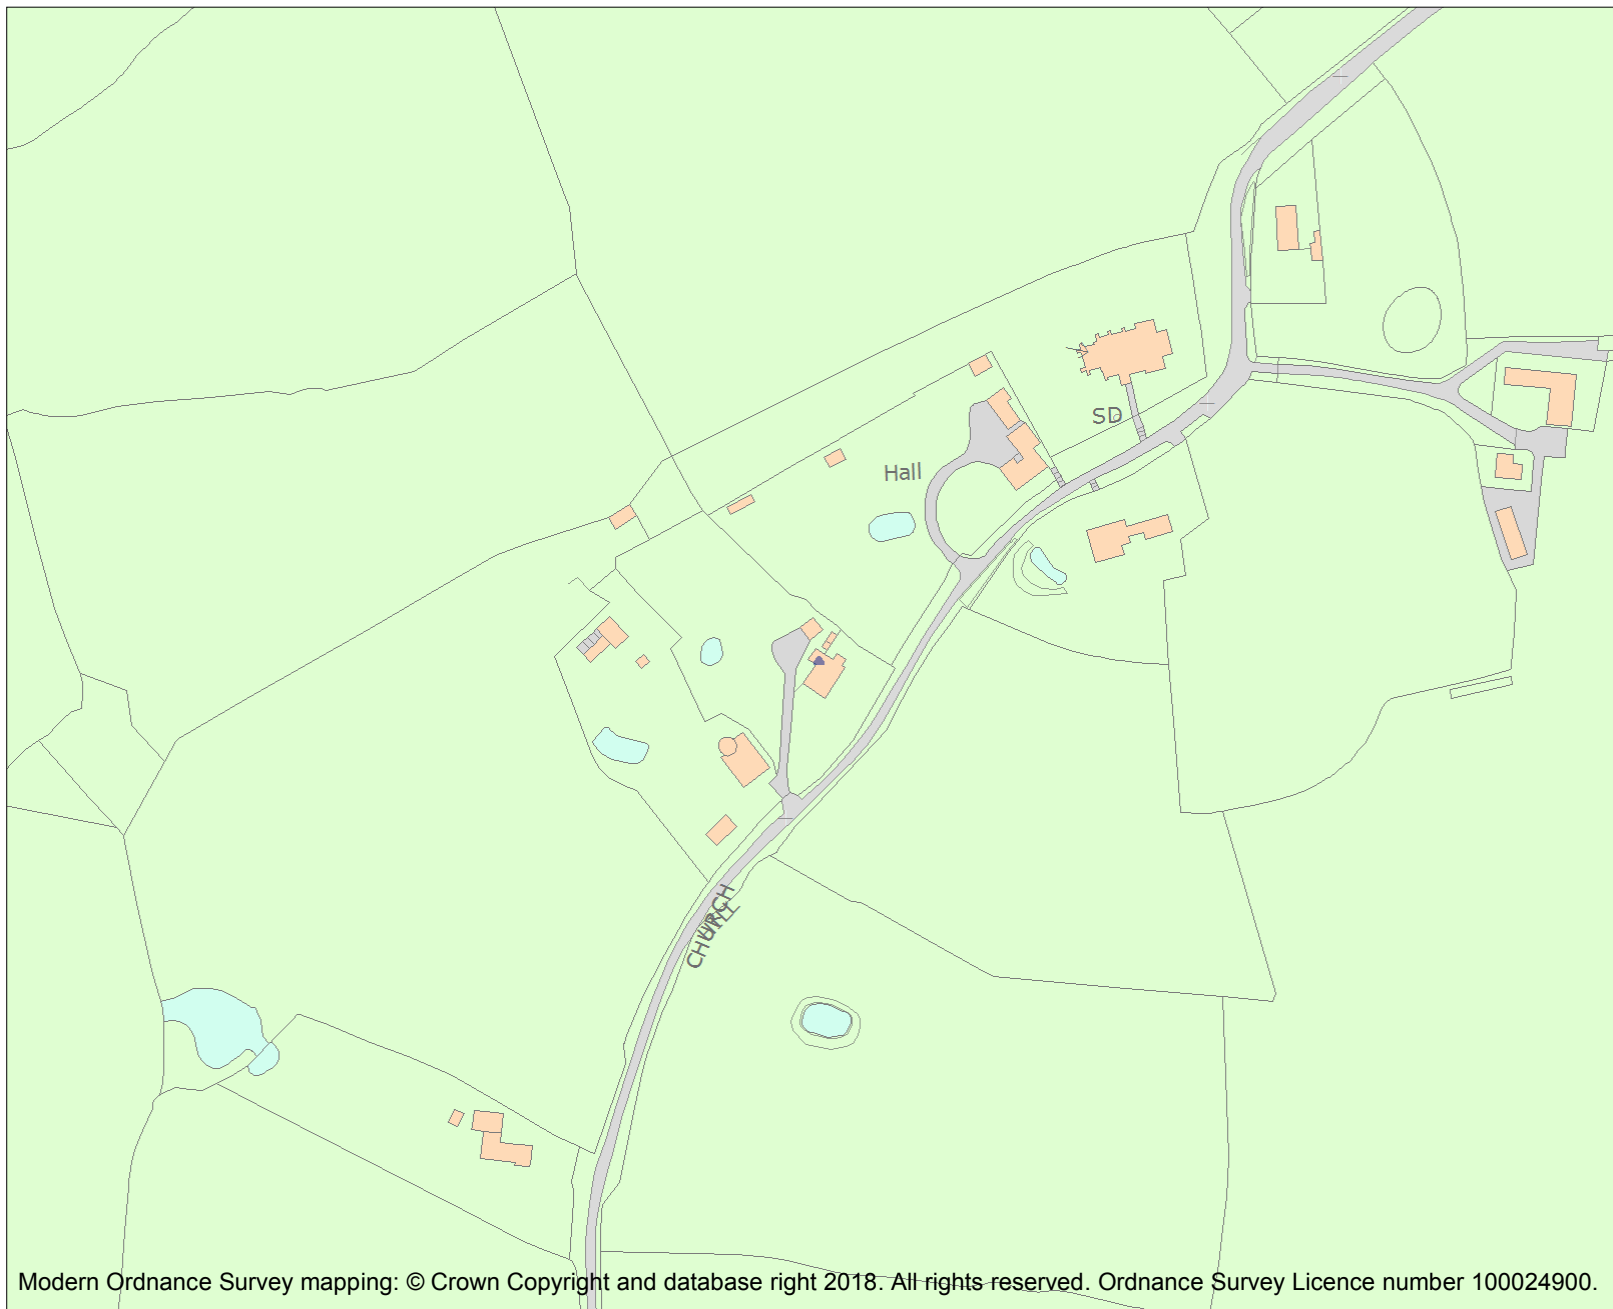 SD
Hall
CHURCH
HILL
Modern Ordnance Survey mapping: © Crown Copyright and database right 2018. All rights reserved. Ordnance Survey Licence number 100024900.